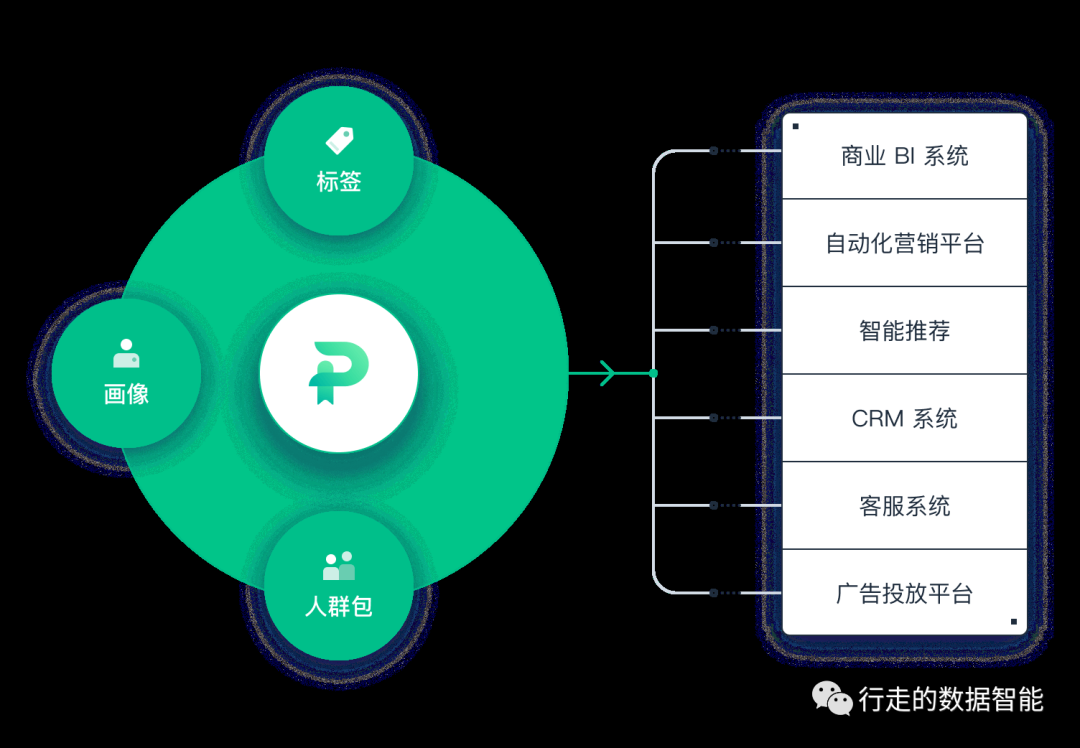 标签
画像
人群包
商业 BI 系统
自动化营销平台
智能推荐
CRM 系统
客服系统
广告投放平台
行走的数据智能